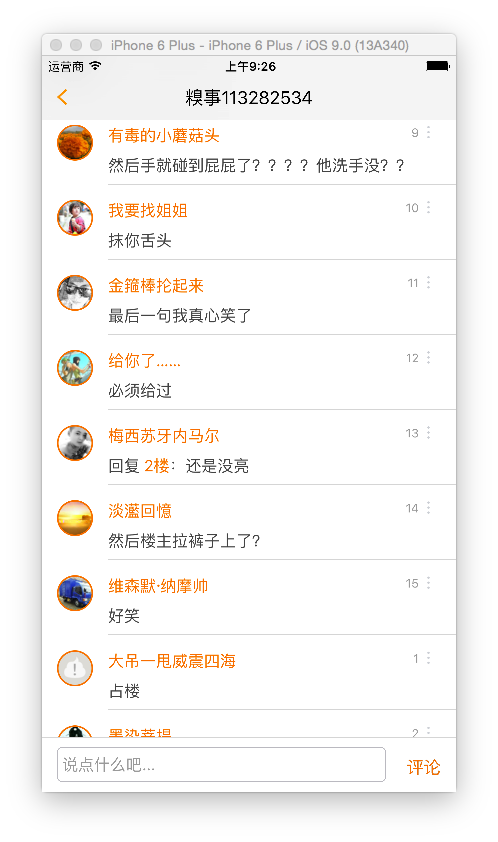 iPhone 6 Plus - iPhone 6 Plus / iOS 9.0 (13A340)
运营商 上午9:26
糗事113282534
有毒的小蘑菇头 9
然后手就碰到屁屁了？？？？他洗手没？？
我要找姐姐 10
抹你舌头
金箍棒抡起来 11
最后一句我真心笑了
给你了...... 12
必须给过
梅西苏牙内马尔 13
回复 2楼：还是没亮
淡藩回憶 14
然后楼主拉裤子上了?
维森默·纳摩帅 15
好笑
大吊一甩威震四海 1
占楼
墨染菩提 2
说点什么吧...
评论